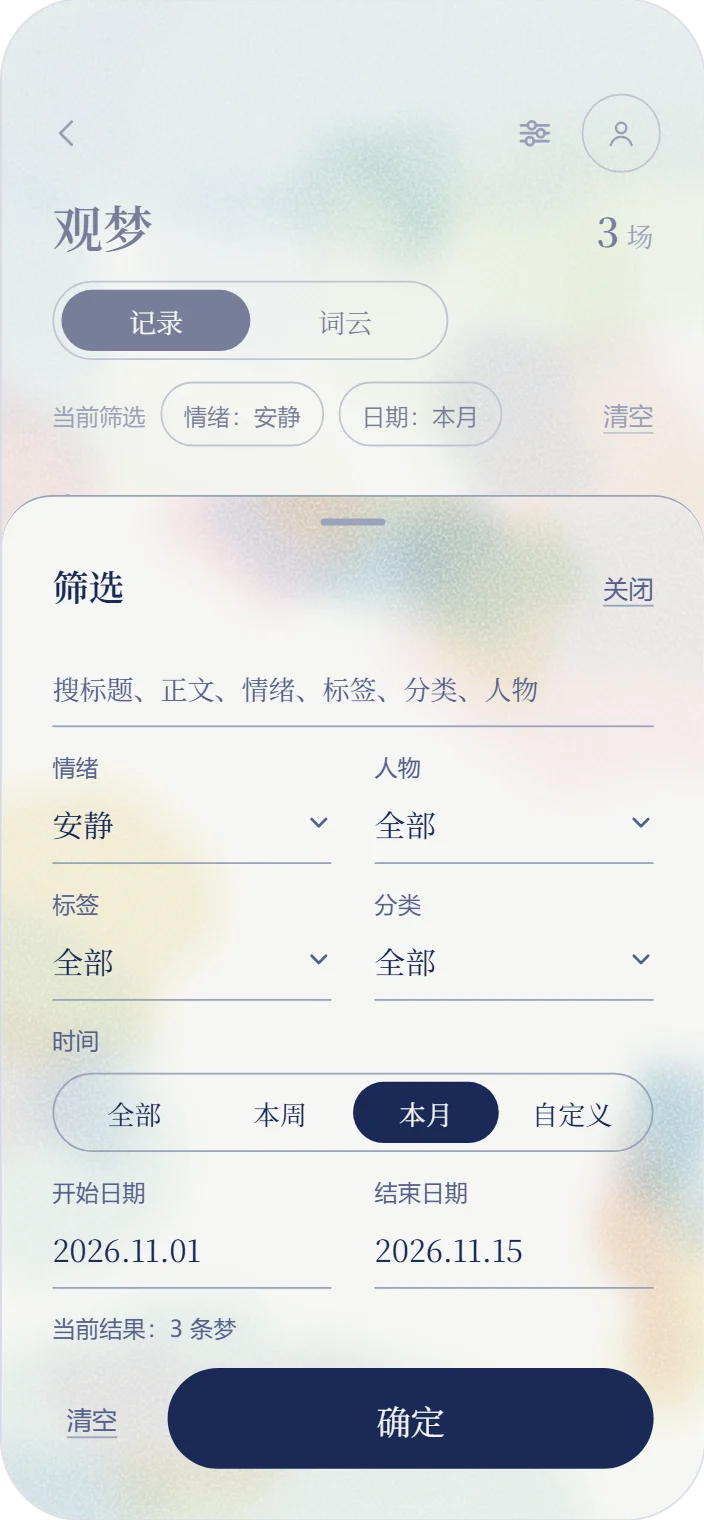 观梦
3 场
记录 词云
当前筛选 情绪：安静 日期：本月 清空
筛选 关闭
搜标题、正文、情绪、标签、分类、人物
情绪 人物
安静 全部
标签 分类
全部 全部
时间
全部 本周 本月 自定义
开始日期 结束日期
2026.11.01 2026.11.15
当前结果：3 条梦
清空 确定